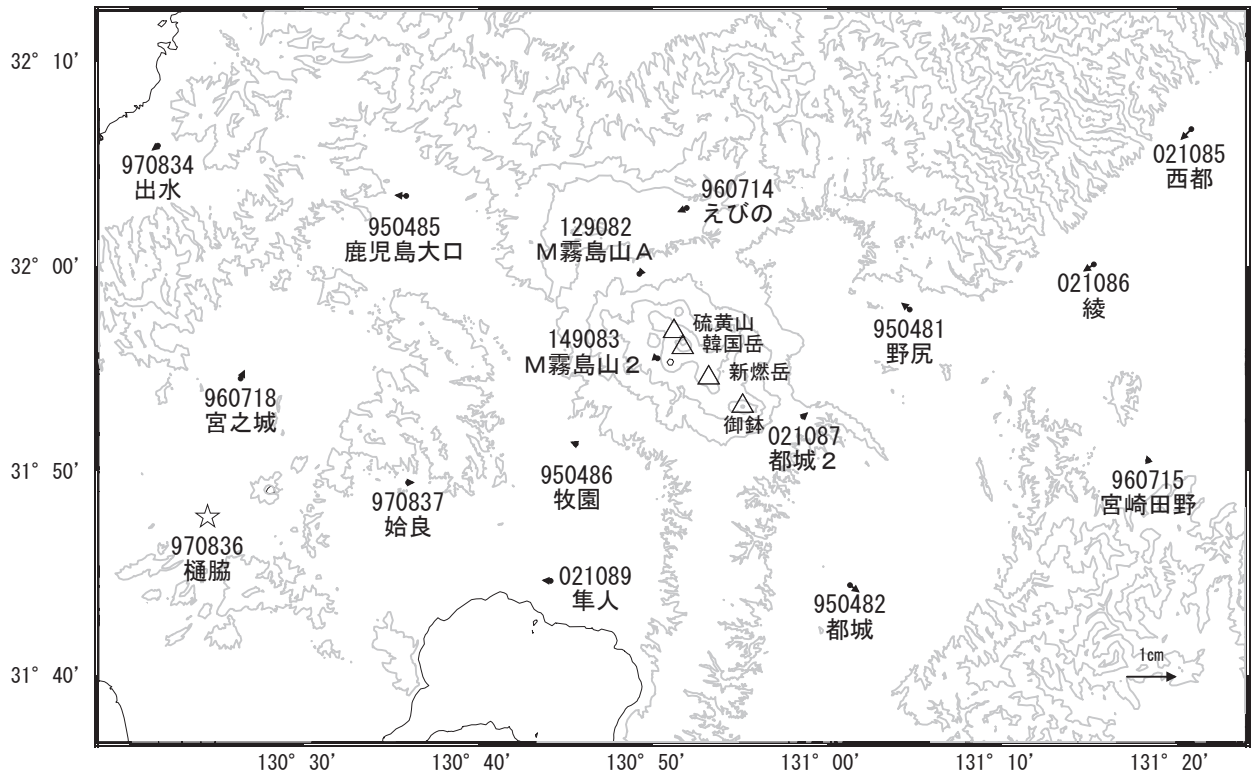 32° 10′
970834
出水
021085
西都
960714
えびの
950485
鹿児島大口
129082
M霧島山A
32° 00′
021086
綾
硫黄山
950481
野尻
149083
M霧島山2
韓国岳
新燃岳
960718
宮之城
御鉢
021087
都城2
31° 50′
950486
牧園
960715
宮崎田野
970837
姶良
970836
樋脇
021089
隼人
950482
都城
31° 40′
1cm
130° 30′ 130° 40′ 130° 50′ 131° 00′ 131° 10′ 131° 20′